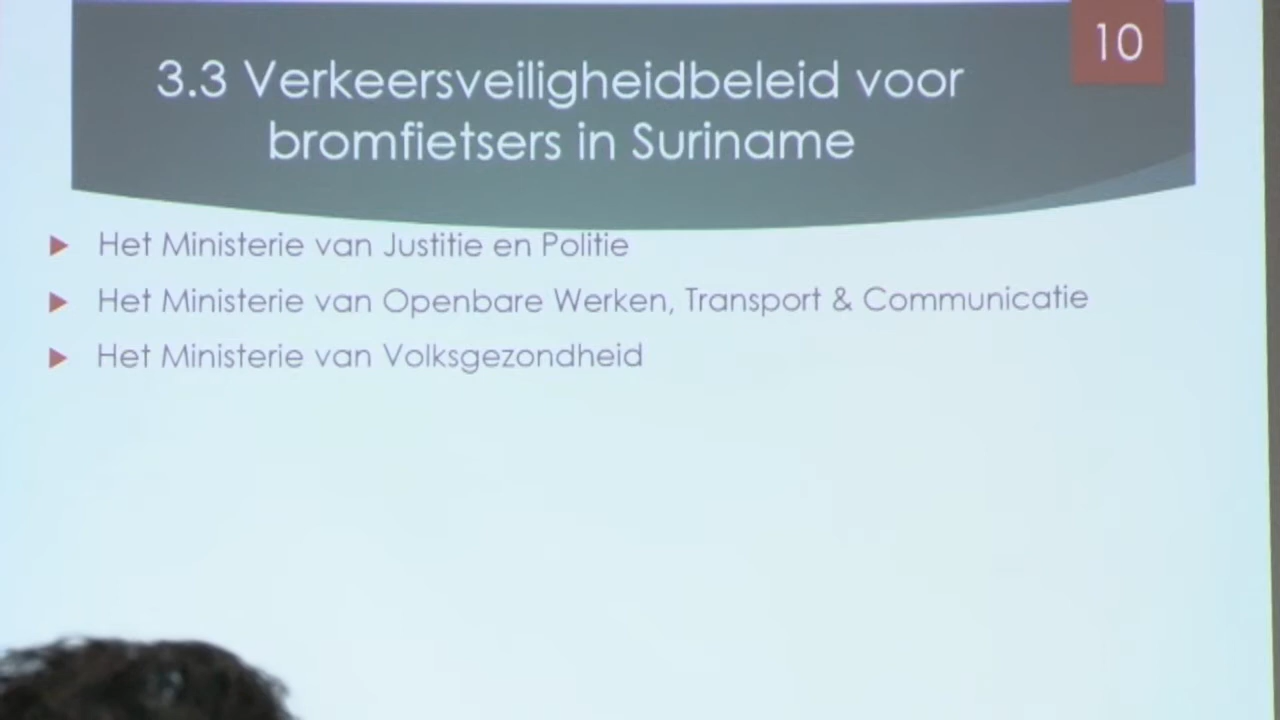 10
3.3 Verkeersveiligheidbeleid voor
bromfietsers in Suriname
Het Ministerie van Justitie en Politie
Het Ministerie van Openbare Werken, Transport & Communicatie
Het Ministerie van Volksgezondheid